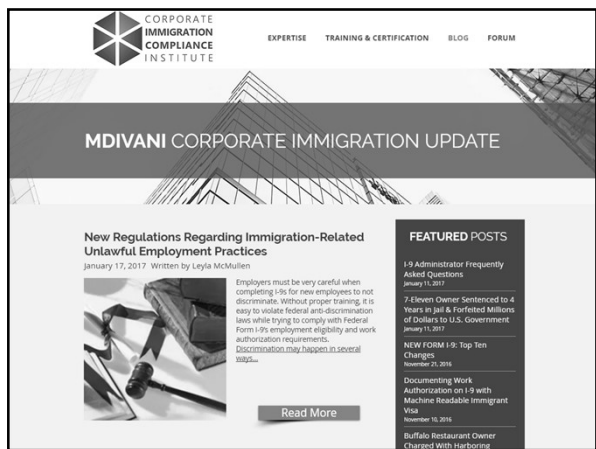 CORPORATE
IMMIGRATION
COMPLIANCE
INSTITUTE
EXPERTISE TRAINING & CERTIFICATION BLOG FORUM
MDIVANI CORPORATE IMMIGRATION UPDATE
New Regulations Regarding Immigration-Related
Unlawful Employment Practices
January 17, 2017 Written by Leyla McMullen
Employers must be very careful when
completing I-9s for new employees to not
discriminate. Without proper training, it is
easy to violate federal anti-discrimination
laws while trying to comply with Federal
Form I-9's employment eligibility and work
authorization requirements.
Discrimination may happen in several
ways...
Read More
FEATURED POSTS
I-9 Administrator Frequently
Asked Questions
January 11, 2017
7-Eleven Owner Sentenced to 4
Years in Jail & Forfeited Millions
of Dollars to U.S. Government
January 11, 2017
NEW FORM I-9: Top Ten
Changes
November 21, 2016
Documenting Work
Authorization on I-9 with
Machine Readable Immigrant
Visa
November 10, 2016
Buffalo Restaurant Owner
Charged With Harboring